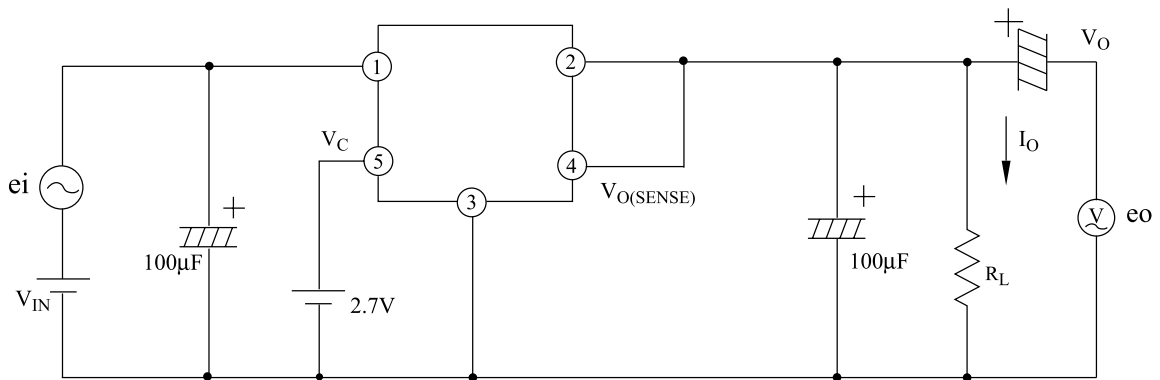 +
V_O
1
2
V_C
I_O
ei
5
4
V_O(SENSE)
3
+
+
V
eo
100μF
100μF
R_L
V_IN
2.7V